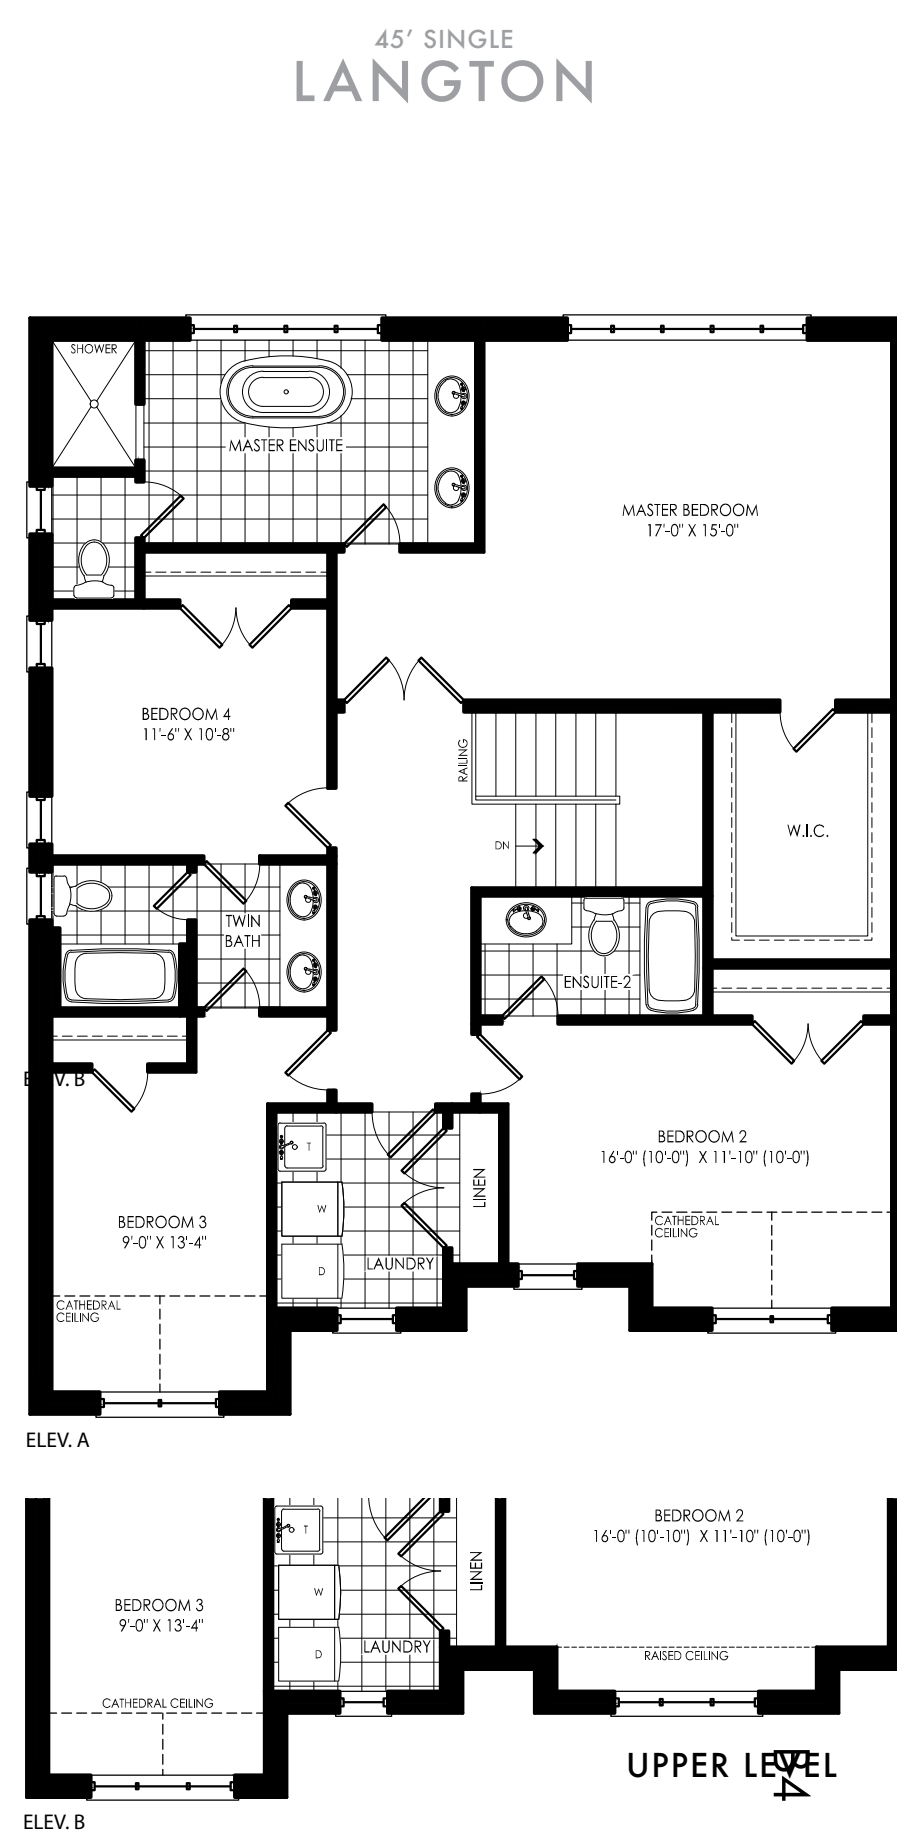 45' SINGLE
LANGTON
SHOWER
MASTER ENSUITE
MASTER BEDROOM
17'-0" X 15'-0"
BEDROOM 4
11'-6" X 10'-8"
RAILING
DN
W.I.C.
TWIN
BATH
ENSUITE-2
ELEV. B
BEDROOM 2
16'-0" (10'-0") X 11'-10" (10'-0")
T
W
D
LINEN
LAUNDRY
CATHEDRAL
CEILING
BEDROOM 3
9'-0" X 13'-4"
CATHEDRAL
CEILING
ELEV. A
BEDROOM 2
16'-0" (10'-10") X 11'-10" (10'-0")
T
W
D
LINEN
LAUNDRY
BEDROOM 3
9'-0" X 13'-4"
RAISED CEILING
CATHEDRAL CEILING
UPPER LEVEL
B4
ELEV. B